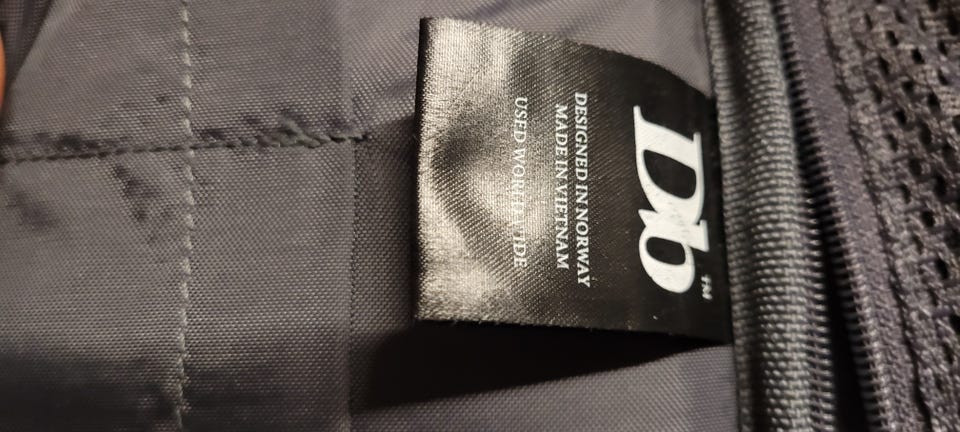 Db™
DESIGNED IN NORWAY
MADE IN VIETNAM
USED WORLDWIDE